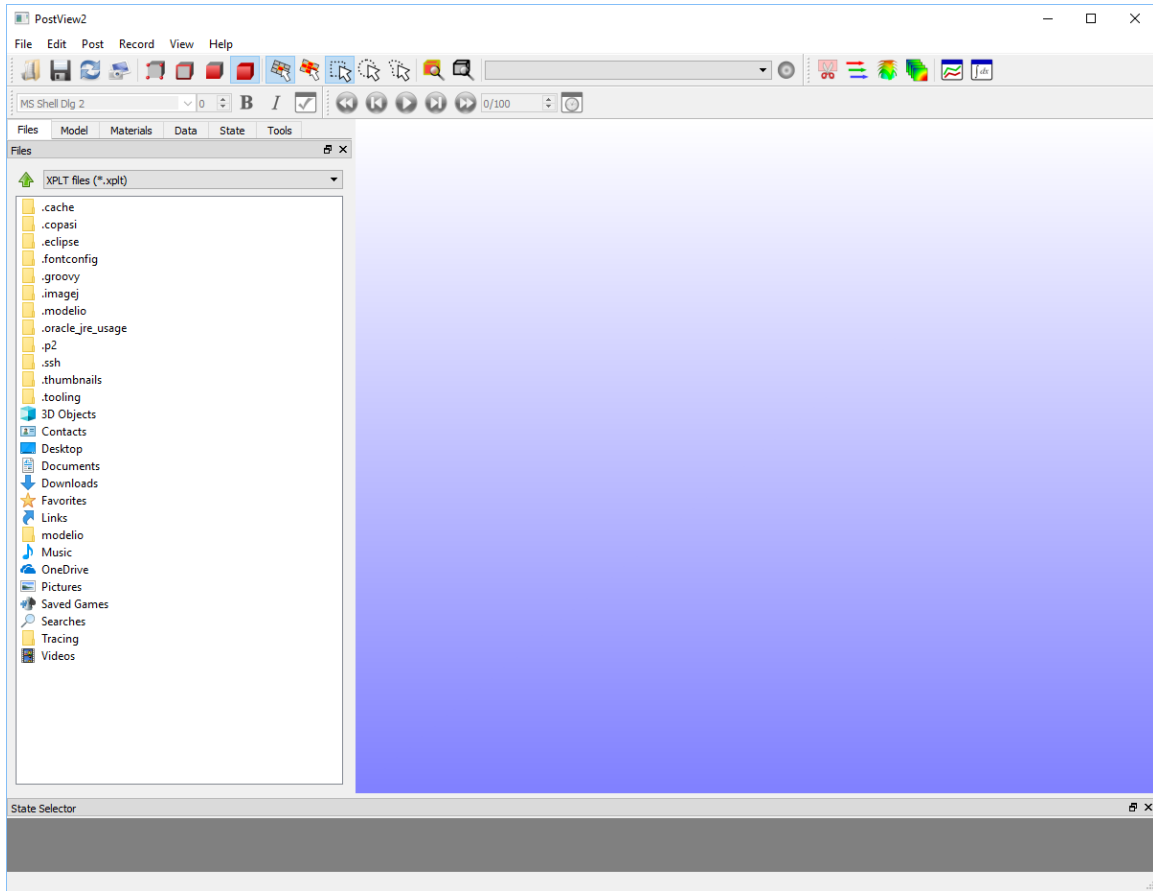 PostView2
File Edit Post Record View Help
MS Shell Dlg 2 0 B I 0/100
Files Model Materials Data State Tools
Files
XPLT files (*.xplt)
.cache
.copasi
.eclipse
.fontconfig
.groovy
.imagej
.modelio
.oracle_jre_usage
.p2
.ssh
.thumbnails
.tooling
3D Objects
Contacts
Desktop
Documents
Downloads
Favorites
Links
modelio
Music
OneDrive
Pictures
Saved Games
Searches
Tracing
Videos
State Selector